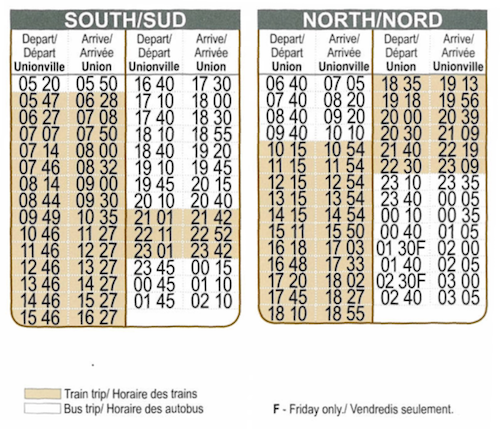 SOUTH/SUD
Depart/ Arrive/ Depart/ Arrive/
Départ Arrivée Départ Arrivée
Unionville Union Unionville Union
05 20 05 50 16 40 17 30
05 47 06 28 17 10 18 00
06 27 07 08 17 40 18 30
07 07 07 50 18 10 18 55
07 14 08 00 18 40 19 20
07 46 08 32 19 10 19 45
08 14 09 00 19 45 20 15
08 44 09 30 20 10 20 40
09 49 10 35 21 01 21 42
10 46 11 27 22 11 22 52
11 46 12 27 23 01 23 42
12 46 13 27 23 45 00 15
13 46 14 27 00 45 01 10
14 46 15 27 01 45 02 10
15 46 16 27
NORTH/NORD
Depart/ Arrive/ Depart/ Arrive/
Départ Arrivée Départ Arrivée
Union Unionville Union Unionville
06 40 07 05 18 35 19 13
07 40 08 20 19 18 19 56
08 40 09 20 20 00 20 39
09 40 10 10 20 30 21 09
10 15 10 54 21 40 22 19
11 15 11 54 22 30 23 09
12 15 12 54 23 10 23 35
13 15 13 54 23 40 00 05
14 15 14 54 00 10 00 35
15 11 15 50 00 40 01 05
16 18 17 03 01 30F 02 00
16 48 17 33 01 40 02 05
17 20 18 02 02 30F 03 00
17 45 18 27 02 40 03 05
18 10 18 55
Train trip/ Horaire des trains
Bus trip/ Horaire des autobus
F - Friday only./ Vendredis seulement.